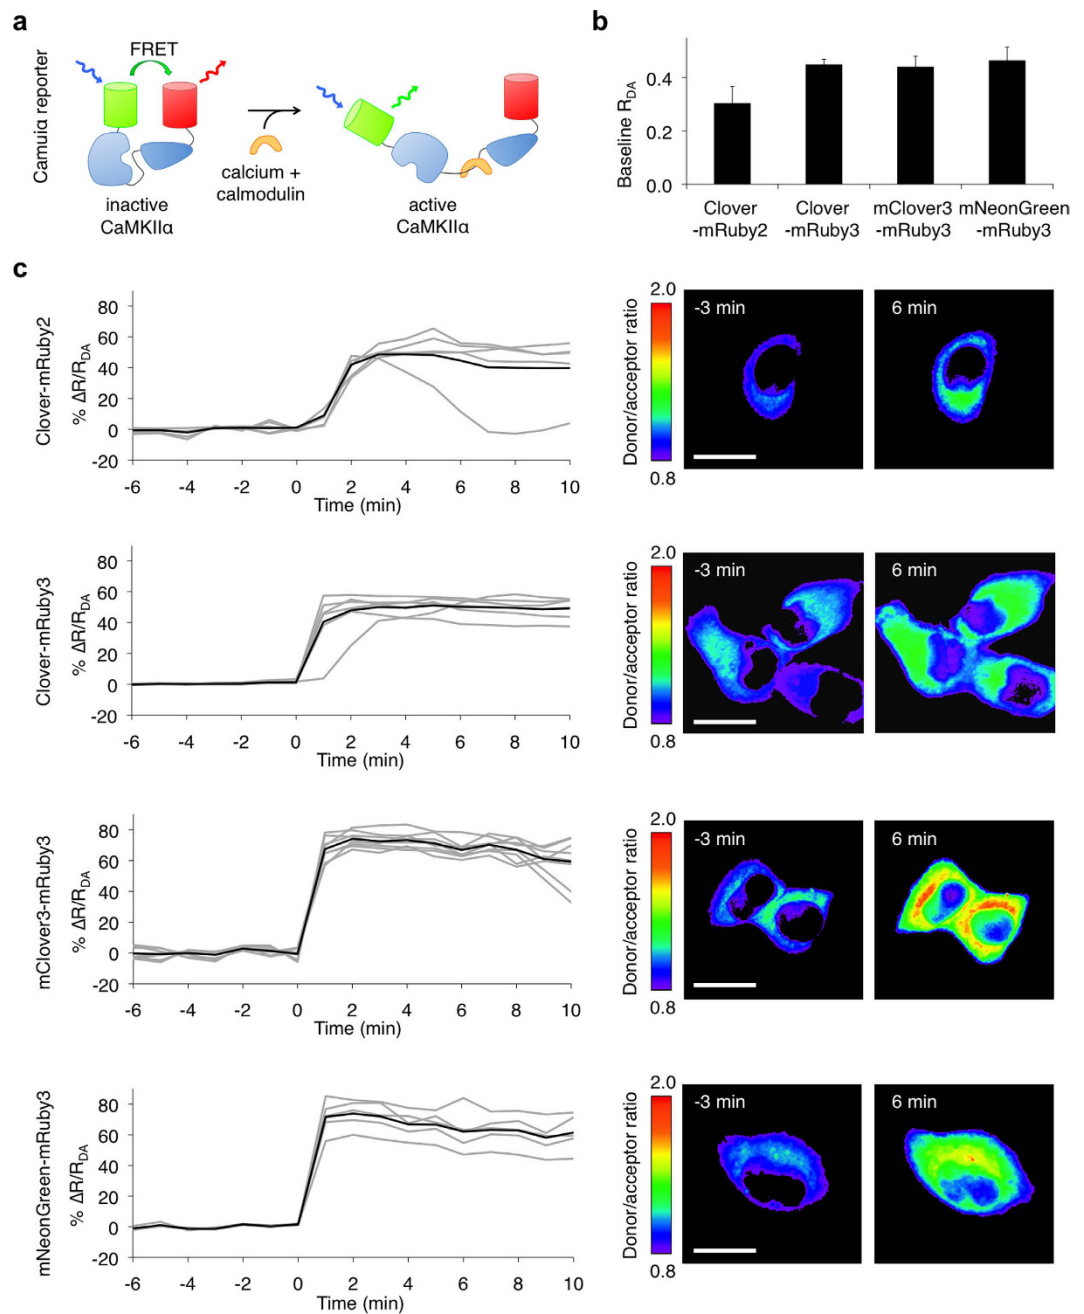 a
Camuiα reporter
FRET
inactive
CaMKIIα
calcium +
calmodulin
active
CaMKIIα
b
Baseline R_DA
0.4
0.2
0.0
Clover
-mRuby2
Clover
-mRuby3
mClover3
-mRuby3
mNeonGreen
-mRuby3
c
Clover-mRuby2
% ΔR/R_DA
80
60
40
20
0
-20
-6 -4 -2 0 2 4 6 8 10
Time (min)
Donor/acceptor ratio
2.0
0.8
-3 min
6 min
Clover-mRuby3
% ΔR/R_DA
80
60
40
20
0
-20
-6 -4 -2 0 2 4 6 8 10
Time (min)
Donor/acceptor ratio
2.0
0.8
-3 min
6 min
mClover3-mRuby3
% ΔR/R_DA
80
60
40
20
0
-20
-6 -4 -2 0 2 4 6 8 10
Time (min)
Donor/acceptor ratio
2.0
0.8
-3 min
6 min
mNeonGreen-mRuby3
% ΔR/R_DA
80
60
40
20
0
-20
-6 -4 -2 0 2 4 6 8 10
Time (min)
Donor/acceptor ratio
2.0
0.8
-3 min
6 min